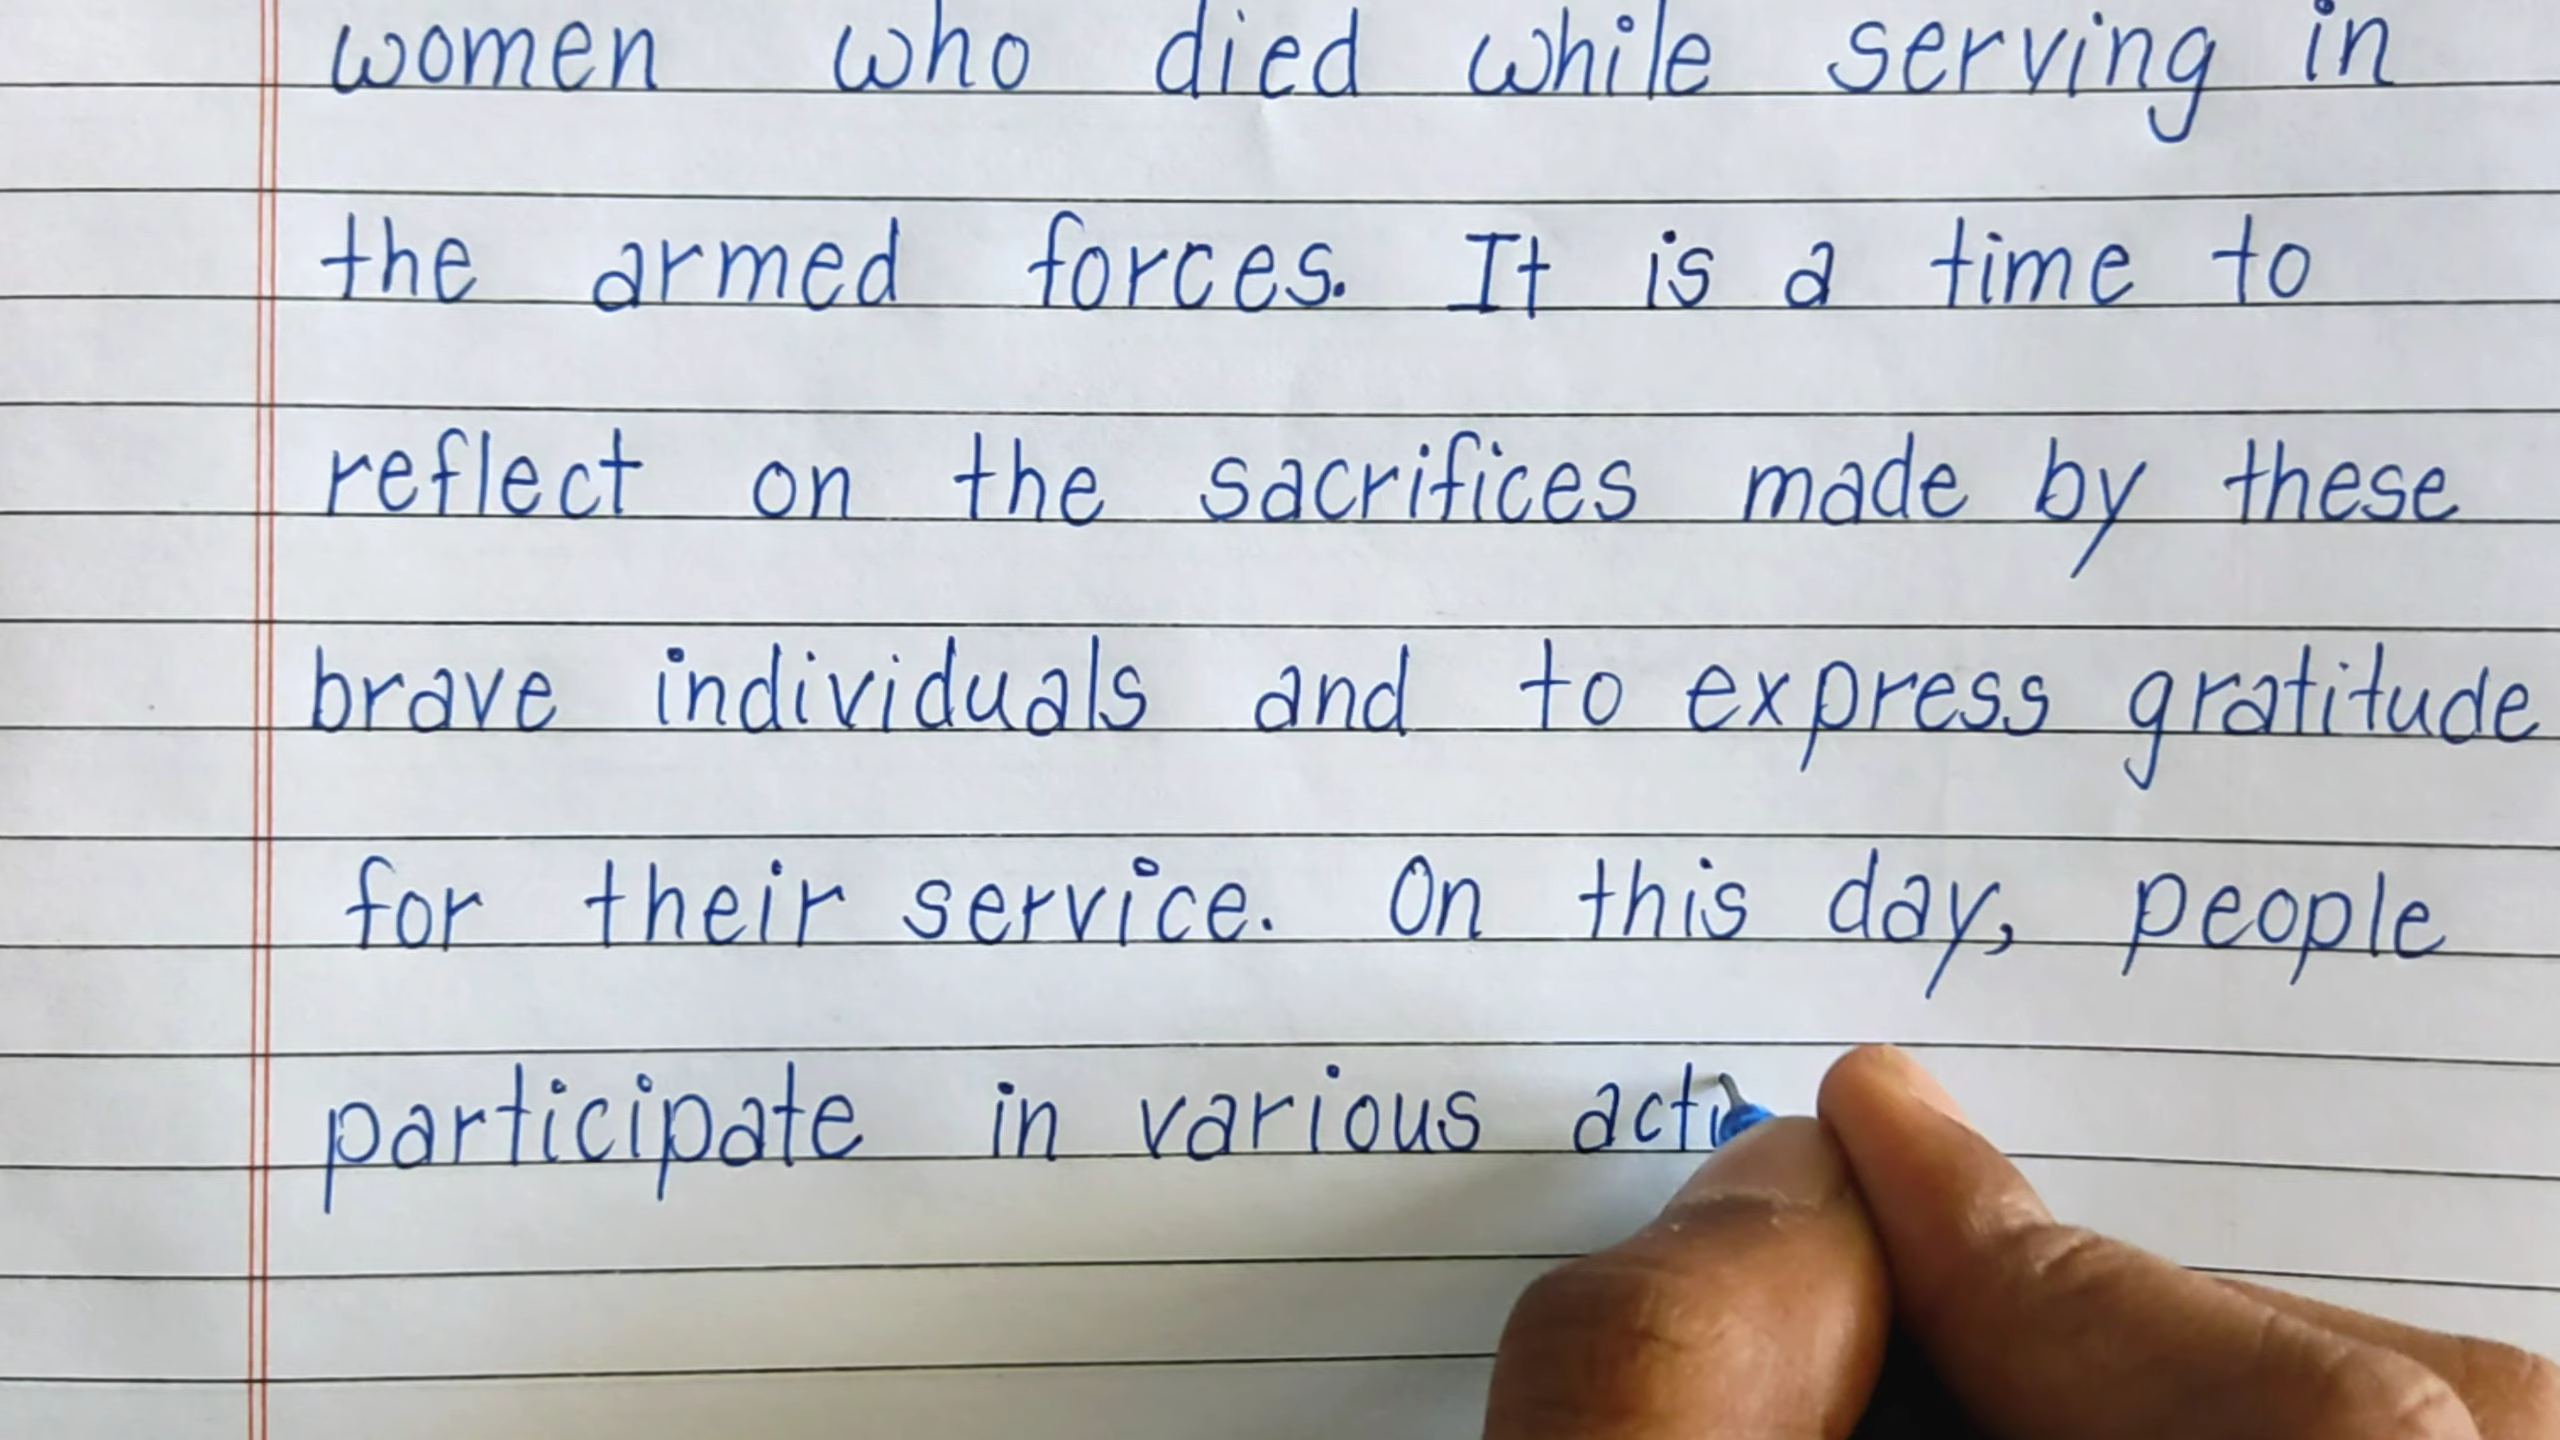 women who died while serving in
the armed forces. It is a time to
reflect on the sacrifices made by these
brave individuals and to express gratitude
for their service. On this day, people
participate in various acti